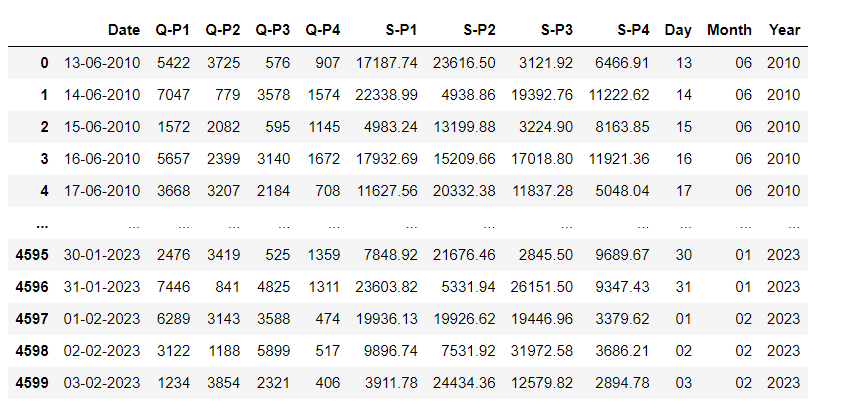 Date Q-P1 Q-P2 Q-P3 Q-P4 S-P1 S-P2 S-P3 S-P4 Day Month Year
0 13-06-2010 5422 3725 576 907 17187.74 23616.50 3121.92 6466.91 13 06 2010
1 14-06-2010 7047 779 3578 1574 22338.99 4938.86 19392.76 11222.62 14 06 2010
2 15-06-2010 1572 2082 595 1145 4983.24 13199.88 3224.90 8163.85 15 06 2010
3 16-06-2010 5657 2399 3140 1672 17932.69 15209.66 17018.80 11921.36 16 06 2010
4 17-06-2010 3668 3207 2184 708 11627.56 20332.38 11837.28 5048.04 17 06 2010
... ... ... ... ... ... ... ... ... ... ... ... ...
4595 30-01-2023 2476 3419 525 1359 7848.92 21676.46 2845.50 9689.67 30 01 2023
4596 31-01-2023 7446 841 4825 1311 23603.82 5331.94 26151.50 9347.43 31 01 2023
4597 01-02-2023 6289 3143 3588 474 19936.13 19926.62 19446.96 3379.62 01 02 2023
4598 02-02-2023 3122 1188 5899 517 9896.74 7531.92 31972.58 3686.21 02 02 2023
4599 03-02-2023 1234 3854 2321 406 3911.78 24434.36 12579.82 2894.78 03 02 2023